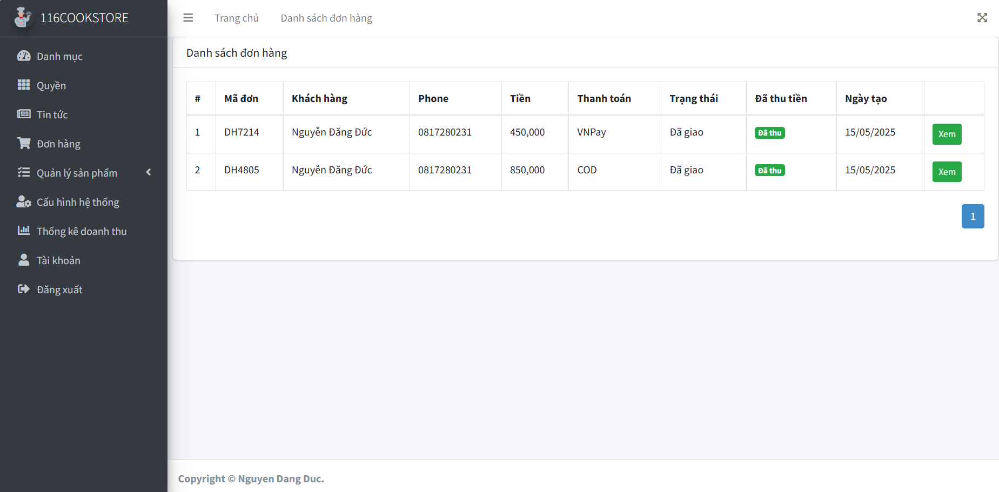 116COOKSTORE
Trang chủ Danh sách đơn hàng
Danh mục
Quyền
Tin tức
Đơn hàng
Quản lý sản phẩm
Cấu hình hệ thống
Thống kê doanh thu
Tài khoản
Đăng xuất
Danh sách đơn hàng
# Mã đơn Khách hàng Phone Tiền Thanh toán Trạng thái Đã thu tiền Ngày tạo
1 DH7214 Nguyễn Đăng Đức 0817280231 450,000 VNPay Đã giao Đã thu 15/05/2025 Xem
2 DH4805 Nguyễn Đăng Đức 0817280231 850,000 COD Đã giao Đã thu 15/05/2025 Xem
1
Copyright © Nguyen Dang Duc.